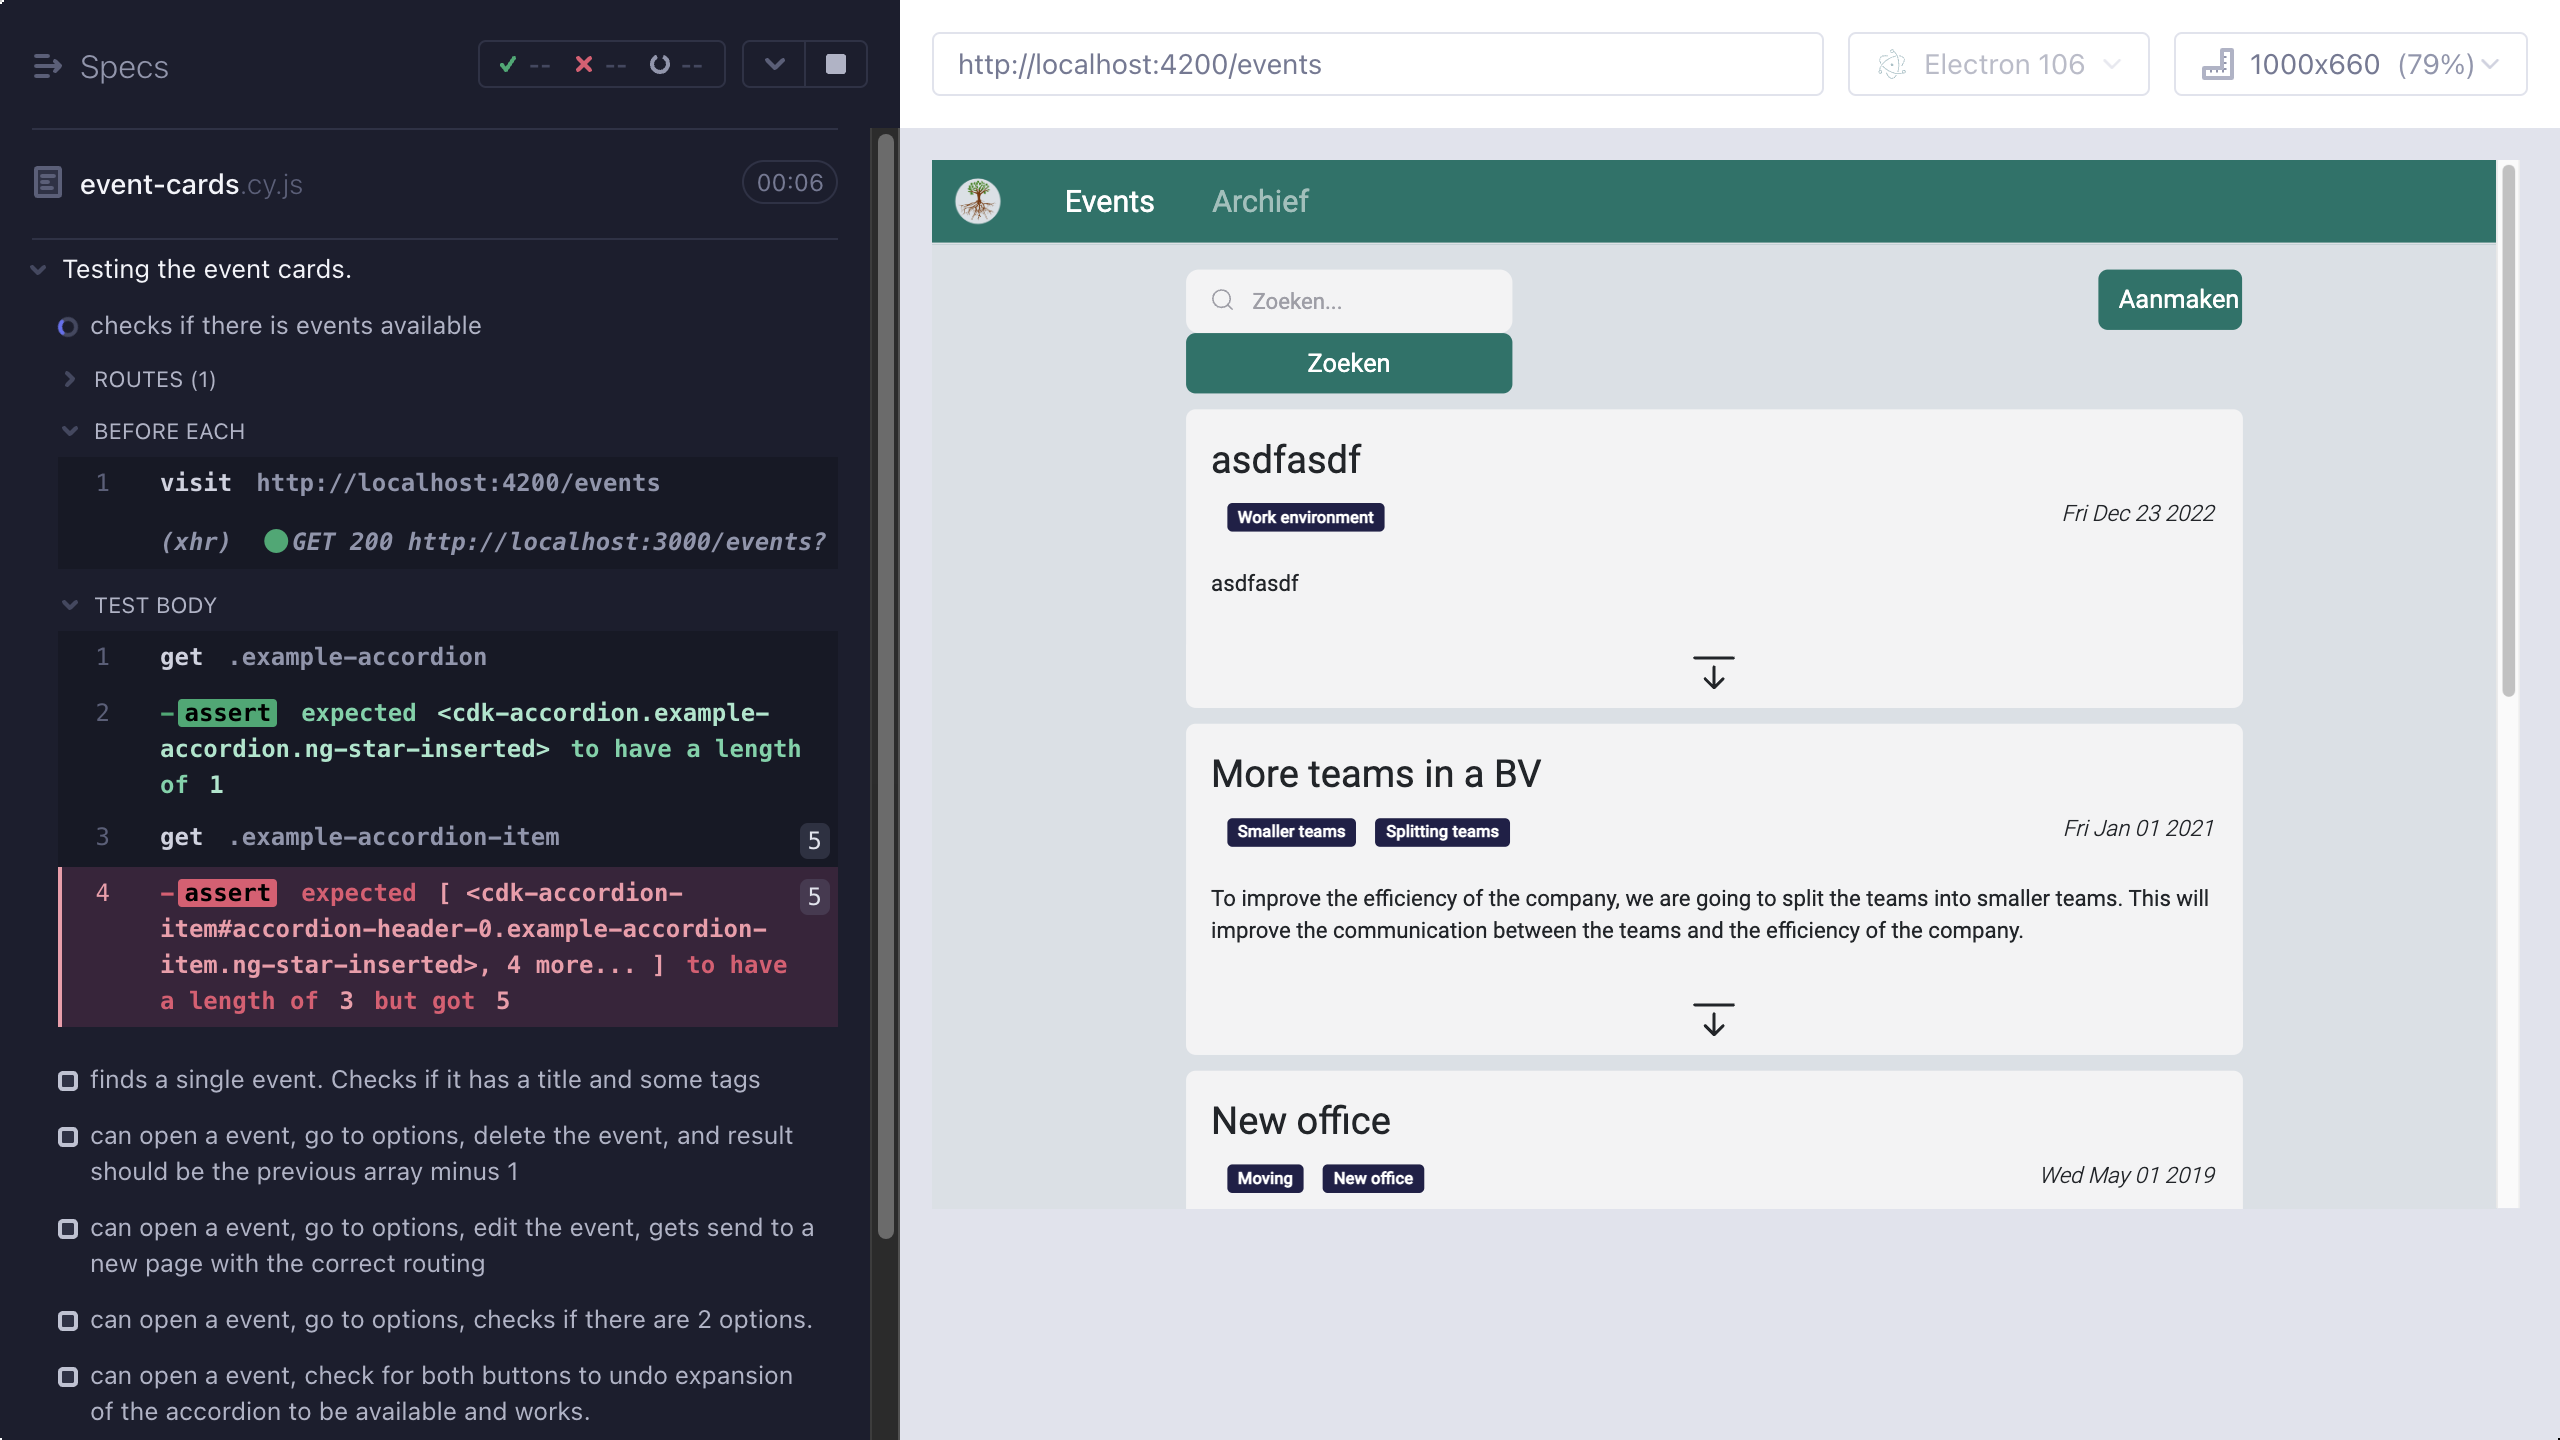 Specs
-- -- --
event-cards.cy.js
00:06
Testing the event cards.
checks if there is events available
ROUTES (1)
BEFORE EACH
1 visit http://localhost:4200/events
(xhr) GET 200 http://localhost:3000/events?
TEST BODY
1 get .example-accordion
2 -assert expected <cdk-accordion.example-
accordion.ng-star-inserted> to have a length
of 1
3 get .example-accordion-item 5
4 -assert expected [ <cdk-accordion- 5
item#accordion-header-0.example-accordion-
item.ng-star-inserted>, 4 more... ] to have
a length of 3 but got 5
finds a single event. Checks if it has a title and some tags
can open a event, go to options, delete the event, and result
should be the previous array minus 1
can open a event, go to options, edit the event, gets send to a
new page with the correct routing
can open a event, go to options, checks if there are 2 options.
can open a event, check for both buttons to undo expansion
of the accordion to be available and works.
http://localhost:4200/events
Electron 106
1000x660 (79%)
Events Archief
Zoeken...
Aanmaken
Zoeken
asdfasdf
Work environment
Fri Dec 23 2022
asdfasdf
More teams in a BV
Smaller teams Splitting teams
Fri Jan 01 2021
To improve the efficiency of the company, we are going to split the teams into smaller teams. This will
improve the communication between the teams and the efficiency of the company.
New office
Moving New office
Wed May 01 2019